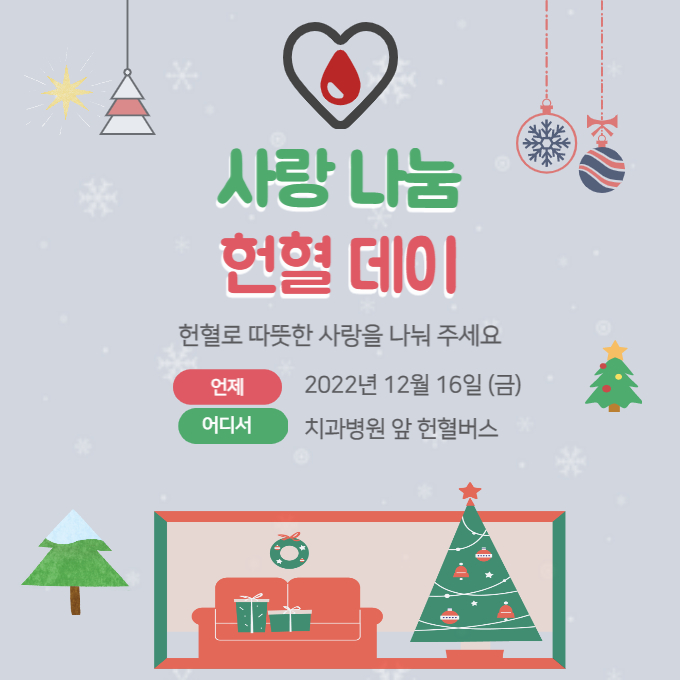 사랑 나눔
헌혈 데이
헌혈로 따뜻한 사랑을 나눠 주세요
언제 2022년 12월 16일 (금)
어디서 치과병원 앞 헌혈버스